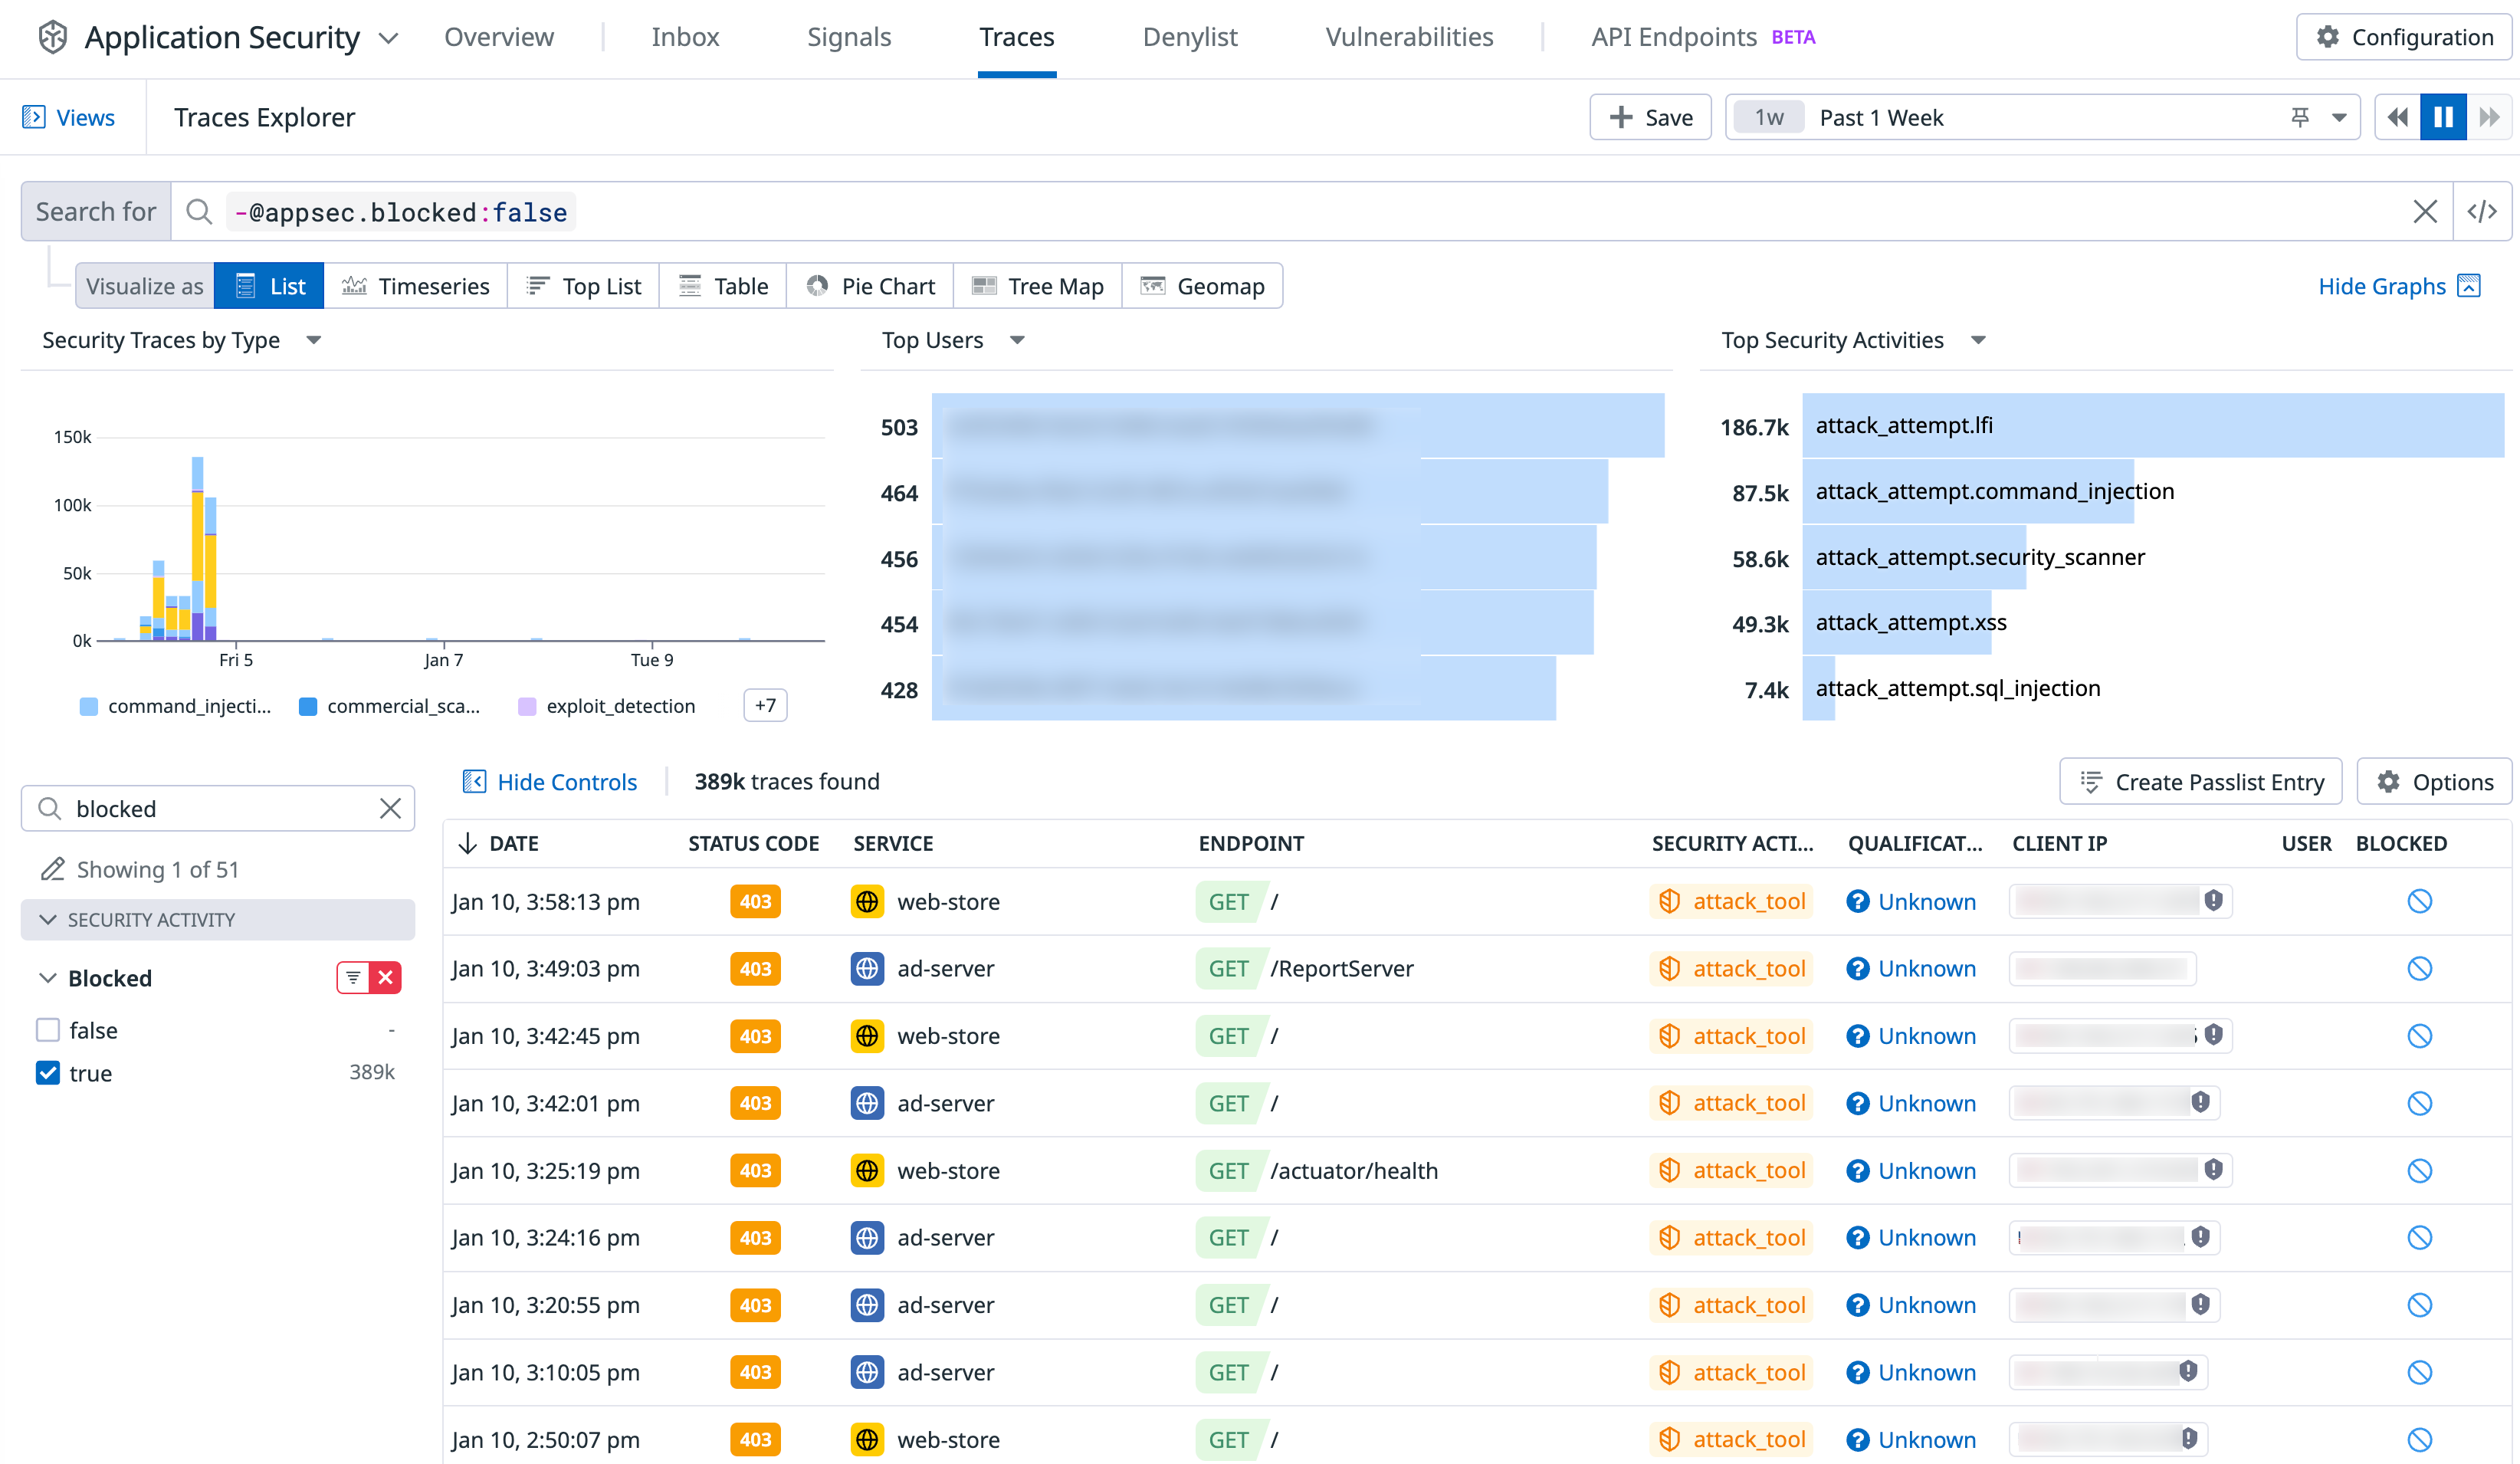 Application Security Overview Inbox Signals Traces Denylist Vulnerabilities API Endpoints BETA Configuration
Views Traces Explorer Save 1w Past 1 Week
Search for -@appsec.blocked:false </>
Visualize as List Timeseries Top List Table Pie Chart Tree Map Geomap Hide Graphs
Security Traces by Type
150k
100k
50k
0k
Fri 5 Jan 7 Tue 9
command_injecti... commercial_sca... exploit_detection +7
Top Users
503
464
456
454
428
Top Security Activities
186.7k attack_attempt.lfi
87.5k attack_attempt.command_injection
58.6k attack_attempt.security_scanner
49.3k attack_attempt.xss
7.4k attack_attempt.sql_injection
blocked
Showing 1 of 51
SECURITY ACTIVITY
Blocked
false -
true 389k
Hide Controls 389k traces found Create Passlist Entry Options
DATE STATUS CODE SERVICE ENDPOINT SECURITY ACTI... QUALIFICAT... CLIENT IP USER BLOCKED
Jan 10, 3:58:13 pm 403 web-store GET / attack_tool Unknown
Jan 10, 3:49:03 pm 403 ad-server GET /ReportServer attack_tool Unknown
Jan 10, 3:42:45 pm 403 web-store GET / attack_tool Unknown
Jan 10, 3:42:01 pm 403 ad-server GET / attack_tool Unknown
Jan 10, 3:25:19 pm 403 web-store GET /actuator/health attack_tool Unknown
Jan 10, 3:24:16 pm 403 ad-server GET / attack_tool Unknown
Jan 10, 3:20:55 pm 403 ad-server GET / attack_tool Unknown
Jan 10, 3:10:05 pm 403 ad-server GET / attack_tool Unknown
Jan 10, 2:50:07 pm 403 web-store GET / attack_tool Unknown